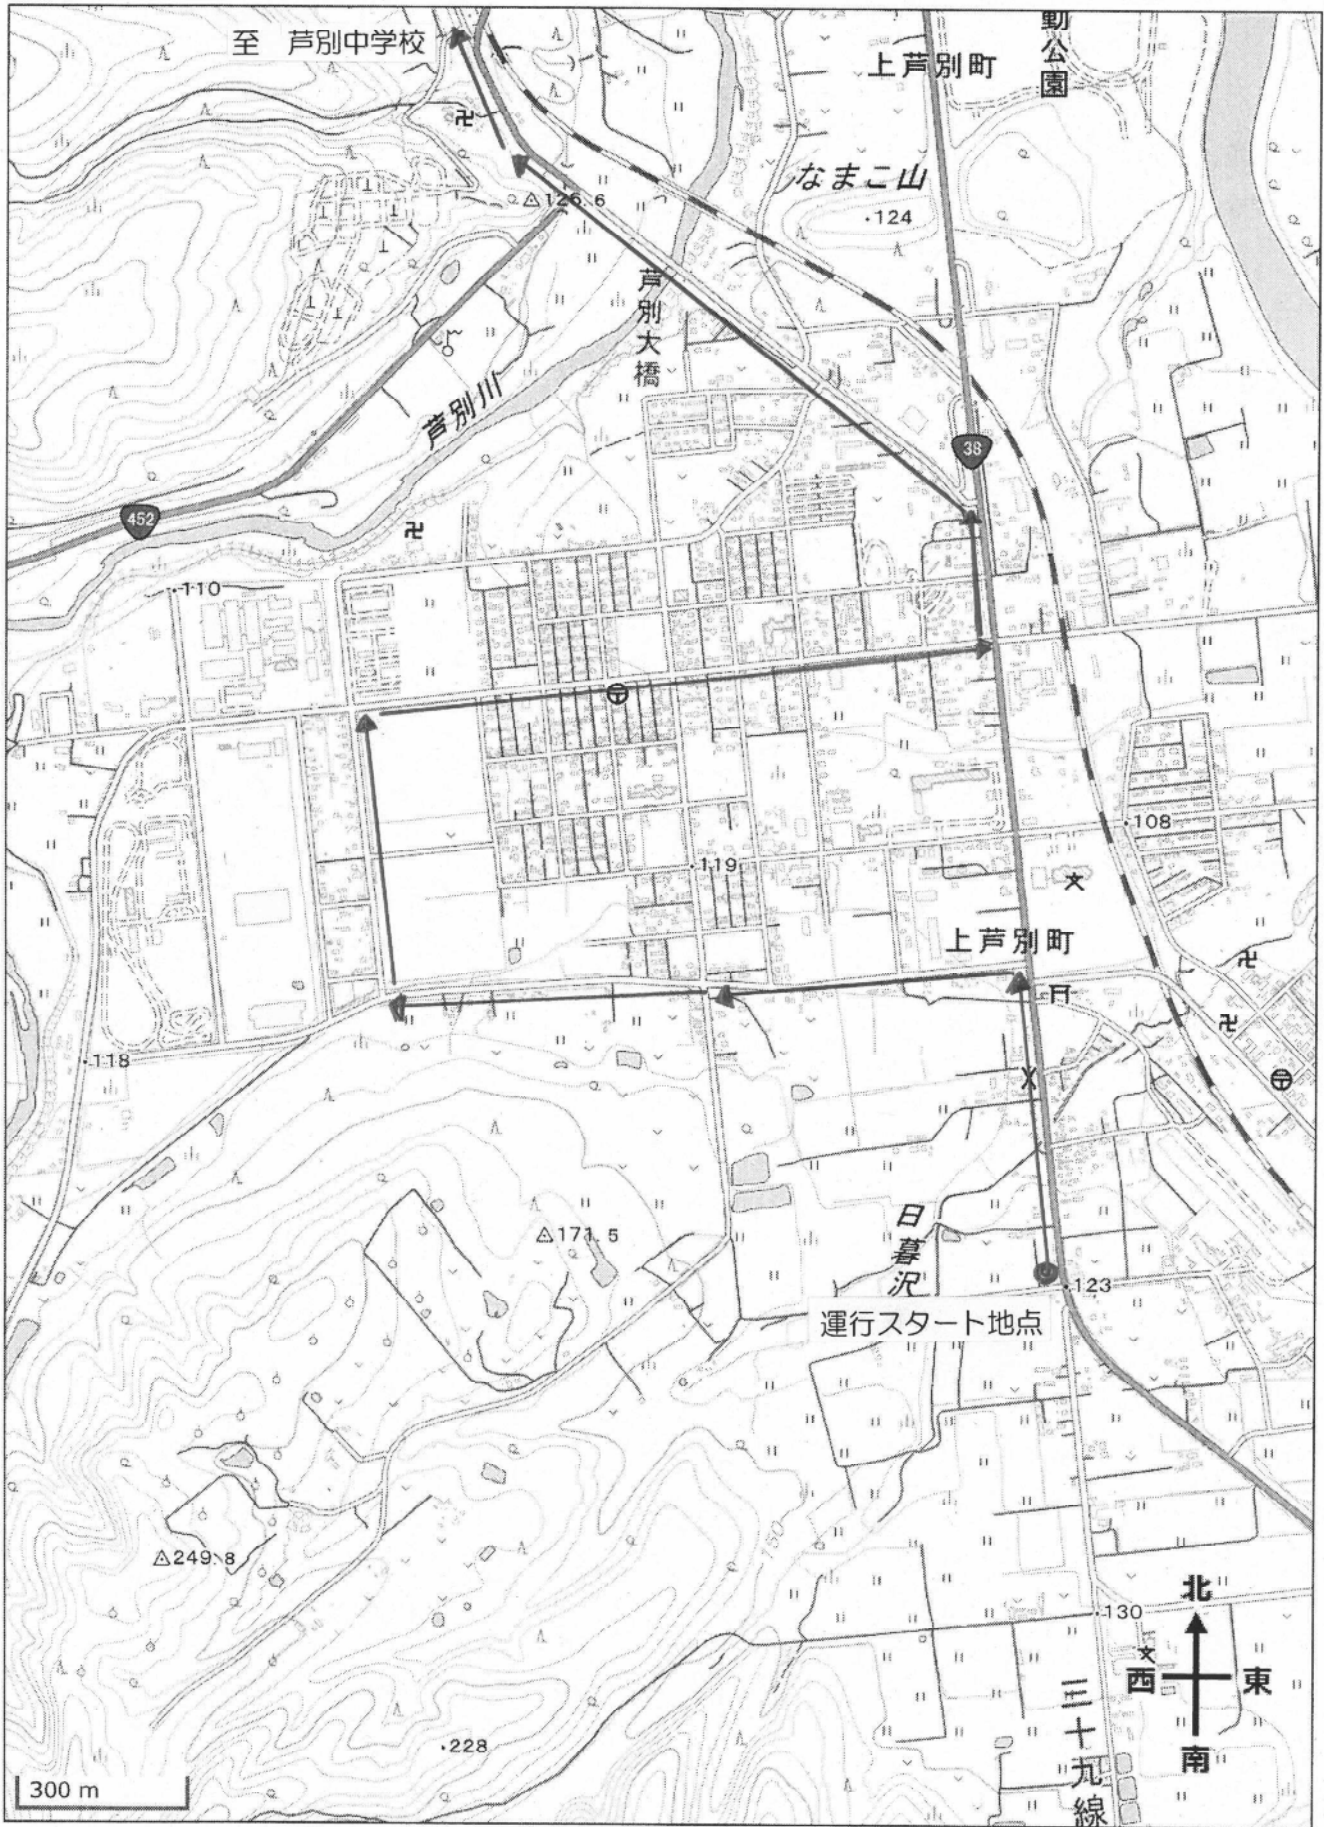 至　芦別中学校
上芦別町
動公園
なまこ山
・124
126.6
芦別大橋
芦別川
38
452
110
108
119
上芦別町
118
171.5
日暮沢
123
運行スタート地点
150
249.8
北
130
西
東
三十九線
南
・228
300 m